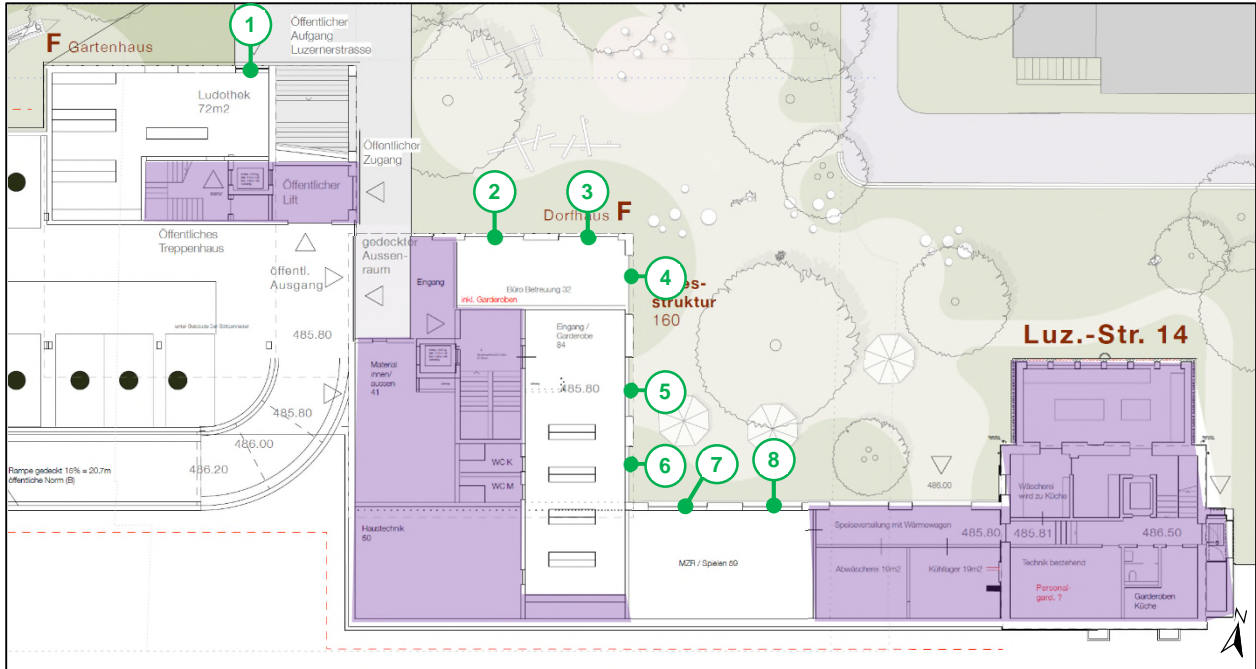 1
Öffentlicher
Aufgang
Luzernerstrasse
F Gartenhaus
Ludothek
72m2
Öffentlicher
Zugang
Öffentlicher
Lift
2
3
Dorfhaus F
Öffentliches
Treppenhaus
gedeckter
Aussen-
raum
öffentl.
Ausgang
Eingang
4
Büro Betreuung 32
inkl. Garderoben
es-
struktur
160
485.80
Eingang /
Garderobe
84
Luz.-Str. 14
Material
innen/
aussen
41
485.80
5
485.80
486.00
486.20
Rampe gedeckt 16% = 20.7m
öffentliche Norm (B)
WC K
WC M
6
7
8
486.00
Wäscherei
wird zu Küche
Haustechnik
50
Speiseverteilung mit Wärmewagen
485.80
485.81
486.50
MZR / Spielen 89
Abwäscherei 19m2
Kühllager 19m2
Technik bestehend
Personal-
gard. ?
Garderoben
Küche
N